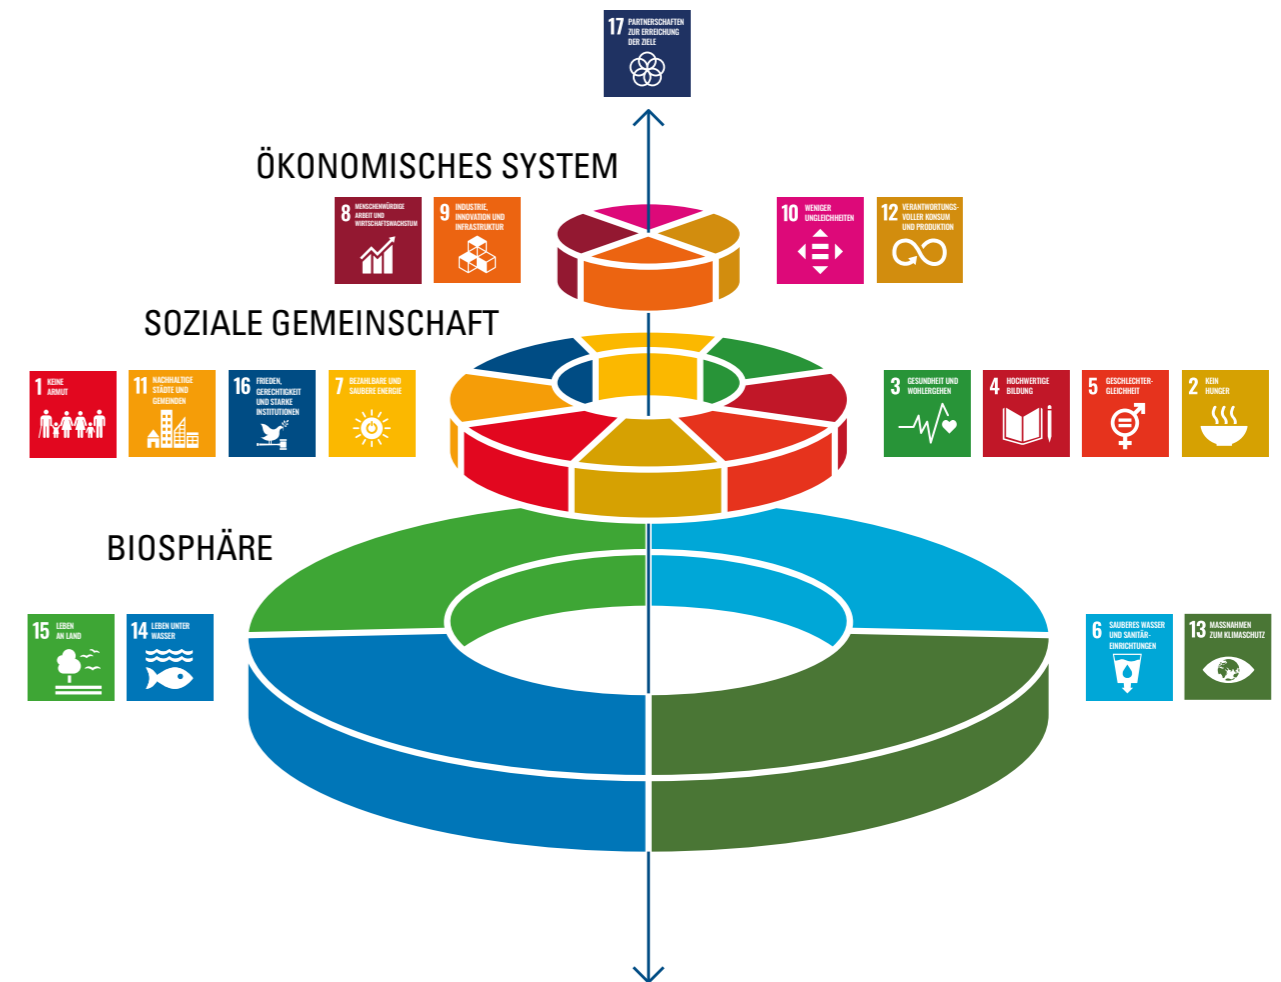 17 PARTNERSCHAFTEN
ZUR ERREICHUNG
DER ZIELE
ÖKONOMISCHES SYSTEM
8 MENSCHENWÜRDIGE
ARBEIT UND
WIRTSCHAFTSWACHSTUM
9 INDUSTRIE,
INNOVATION UND
INFRASTRUKTUR
10 WENIGER
UNGLEICHHEITEN
12 VERANTWORTUNGS-
VOLLER KONSUM
UND PRODUKTION
SOZIALE GEMEINSCHAFT
1 KEINE
ARMUT
11 NACHHALTIGE
STÄDTE UND
GEMEINDEN
16 FRIEDEN,
GERECHTIGKEIT
UND STARKE
INSTITUTIONEN
7 BEZAHLBARE UND
SAUBERE ENERGIE
3 GESUNDHEIT UND
WOHLERGEHEN
4 HOCHWERTIGE
BILDUNG
5 GESCHLECHTER-
GLEICHHEIT
2 KEIN
HUNGER
BIOSPHÄRE
15 LEBEN
AN LAND
14 LEBEN UNTER
WASSER
6 SAUBERES WASSER
UND SANITÄR-
EINRICHTUNGEN
13 MASSNAHMEN
ZUM KLIMASCHUTZ